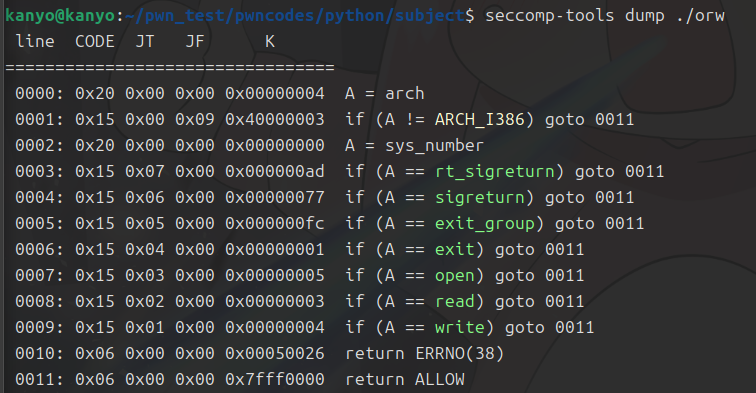 kanyo@kanyo:~/pwn_test/pwncodes/python/subject$ seccomp-tools dump ./orw
line CODE JT JF K
=================================
0000: 0x20 0x00 0x00 0x00000004 A = arch
0001: 0x15 0x00 0x09 0x40000003 if (A != ARCH_I386) goto 0011
0002: 0x20 0x00 0x00 0x00000000 A = sys_number
0003: 0x15 0x07 0x00 0x000000ad if (A == rt_sigreturn) goto 0011
0004: 0x15 0x06 0x00 0x00000077 if (A == sigreturn) goto 0011
0005: 0x15 0x05 0x00 0x000000fc if (A == exit_group) goto 0011
0006: 0x15 0x04 0x00 0x00000001 if (A == exit) goto 0011
0007: 0x15 0x03 0x00 0x00000005 if (A == open) goto 0011
0008: 0x15 0x02 0x00 0x00000003 if (A == read) goto 0011
0009: 0x15 0x01 0x00 0x00000004 if (A == write) goto 0011
0010: 0x06 0x00 0x00 0x00050026 return ERRNO(38)
0011: 0x06 0x00 0x00 0x7fff0000 return ALLOW